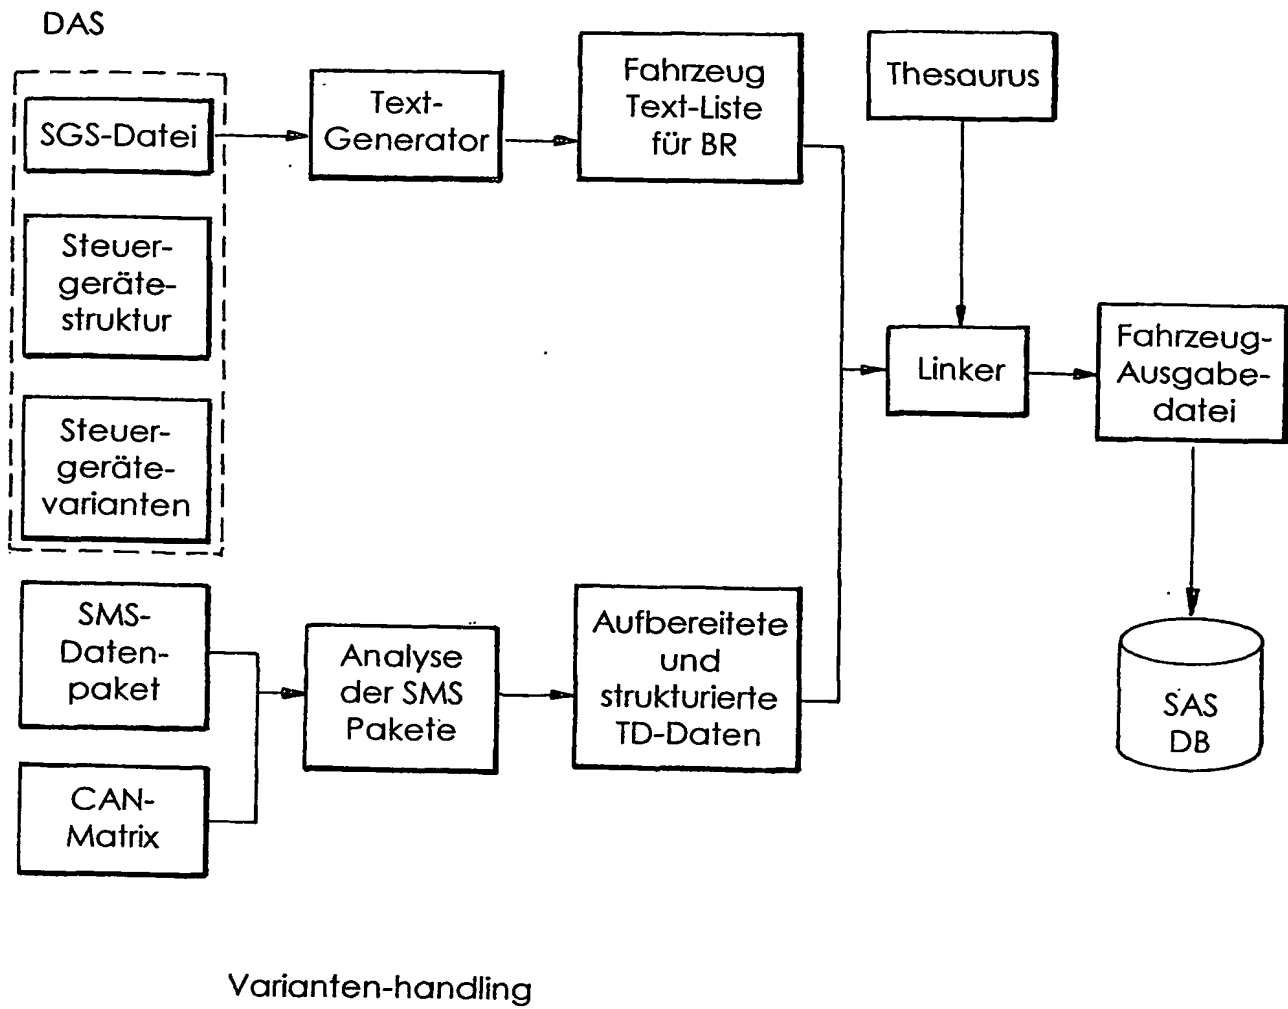 DAS
SGS-Datei
Text-
Generator
Fahrzeug
Text-Liste
für BR
Thesaurus
Steuer-
geräte-
struktur
Steuer-
geräte-
varianten
Linker
Fahrzeug-
Ausgabe-
datei
SMS-
Daten-
paket
CAN-
Matrix
Analyse
der SMS
Pakete
Aufbereitete
und
strukturierte
TD-Daten
SAS
DB
Varianten-handling